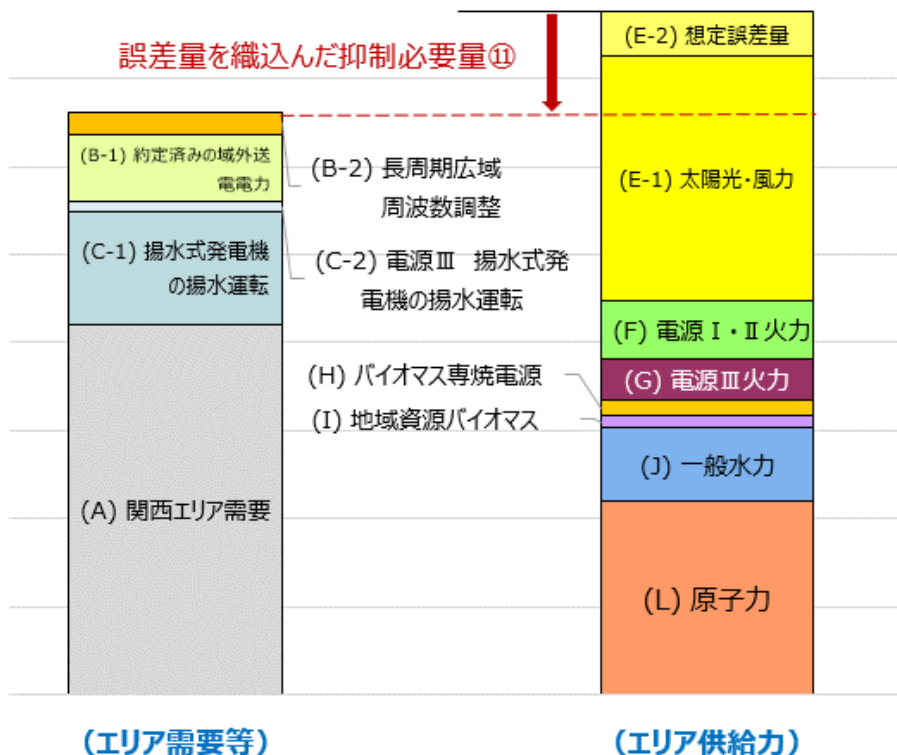 (E-2) 想定誤差量
誤差量を織込んだ抑制必要量⑪
(B-1) 約定済みの域外送
電電力
(B-2) 長周期広域
周波数調整
(E-1) 太陽光・風力
(C-1) 揚水式発電機
の揚水運転
(C-2) 電源Ⅲ 揚水式発
電機の揚水運転
(F) 電源Ⅰ・Ⅱ火力
(H) バイオマス専焼電源
(G) 電源Ⅲ火力
(I) 地域資源バイオマス
(J) 一般水力
(A) 関西エリア需要
(L) 原子力
(エリア需要等)
(エリア供給力)